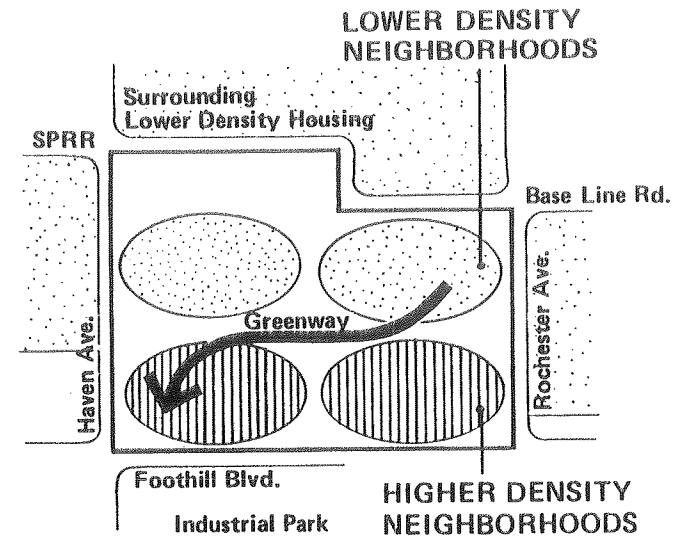 LOWER DENSITY
NEIGHBORHOODS
Surrounding
Lower Density Housing
SPRR
Base Line Rd.
Rochester Ave.
Greenway
Haven Ave.
Foothill Blvd.
Industrial Park
HIGHER DENSITY
NEIGHBORHOODS